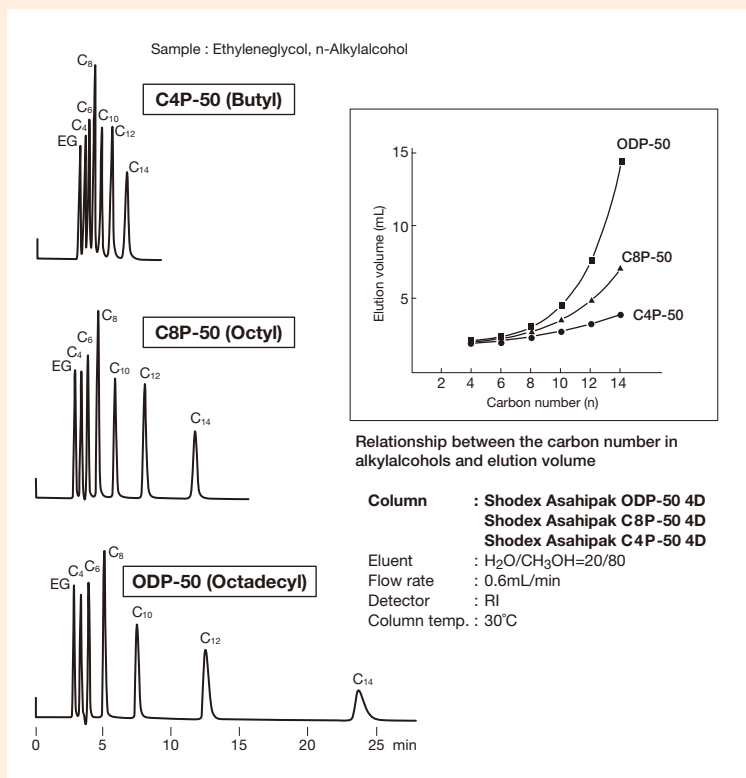 Sample : Ethyleneglycol, n-Alkylalcohol
C4P-50 (Butyl)
EG
C₄
C₆
C₈
C₁₀
C₁₂
C₁₄
C8P-50 (Octyl)
EG
C₄
C₆
C₈
C₁₀
C₁₂
C₁₄
ODP-50 (Octadecyl)
EG
C₄
C₆
C₈
C₁₀
C₁₂
C₁₄
0 5 10 15 20 25 min
Elution volume (mL)
15
10
5
ODP-50
C8P-50
C4P-50
2 4 6 8 10 12 14
Carbon number (n)
Relationship between the carbon number in
alkylalcohols and elution volume
Column : Shodex Asahipak ODP-50 4D
Shodex Asahipak C8P-50 4D
Shodex Asahipak C4P-50 4D
Eluent : H₂O/CH₃OH=20/80
Flow rate : 0.6mL/min
Detector : RI
Column temp. : 30°C